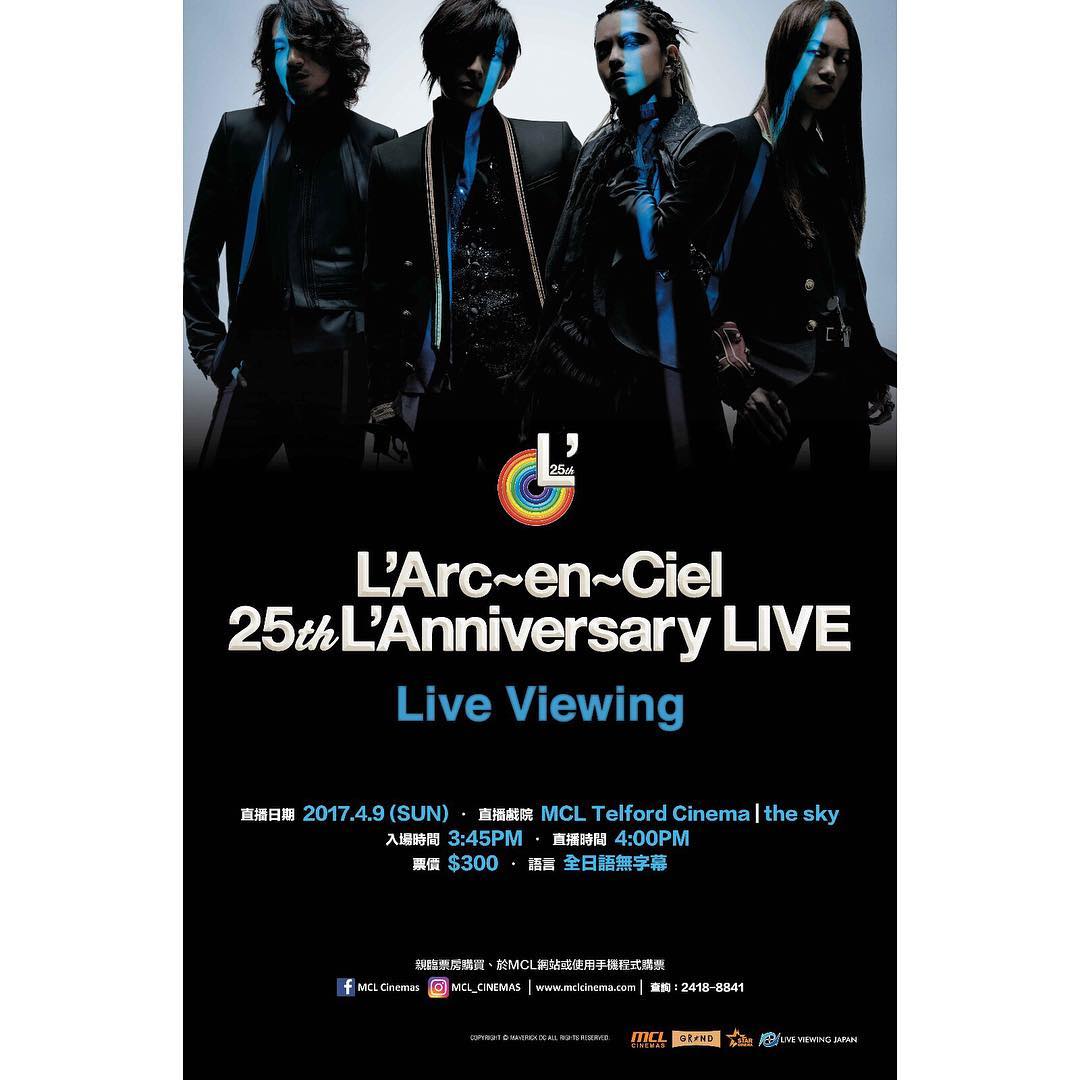 L'
25th
L'Arc~en~Ciel
25th L'Anniversary LIVE
Live Viewing
直播日期 2017.4.9 (SUN) · 直播戲院 MCL Telford Cinema | the sky
入場時間 3:45PM · 直播時間 4:00PM
票價 $300 · 語言 全日語無字幕
親臨票房購買、於MCL網站或使用手機程式購票
MCL Cinemas MCL_CINEMAS | www.mclcinema.com | 查詢：2418-8841
COPYRIGHT © MAVERICK DC ALL RIGHTS RESERVED. MCL CINEMAS GRAND STAR CINEMA LIVE VIEWING JAPAN